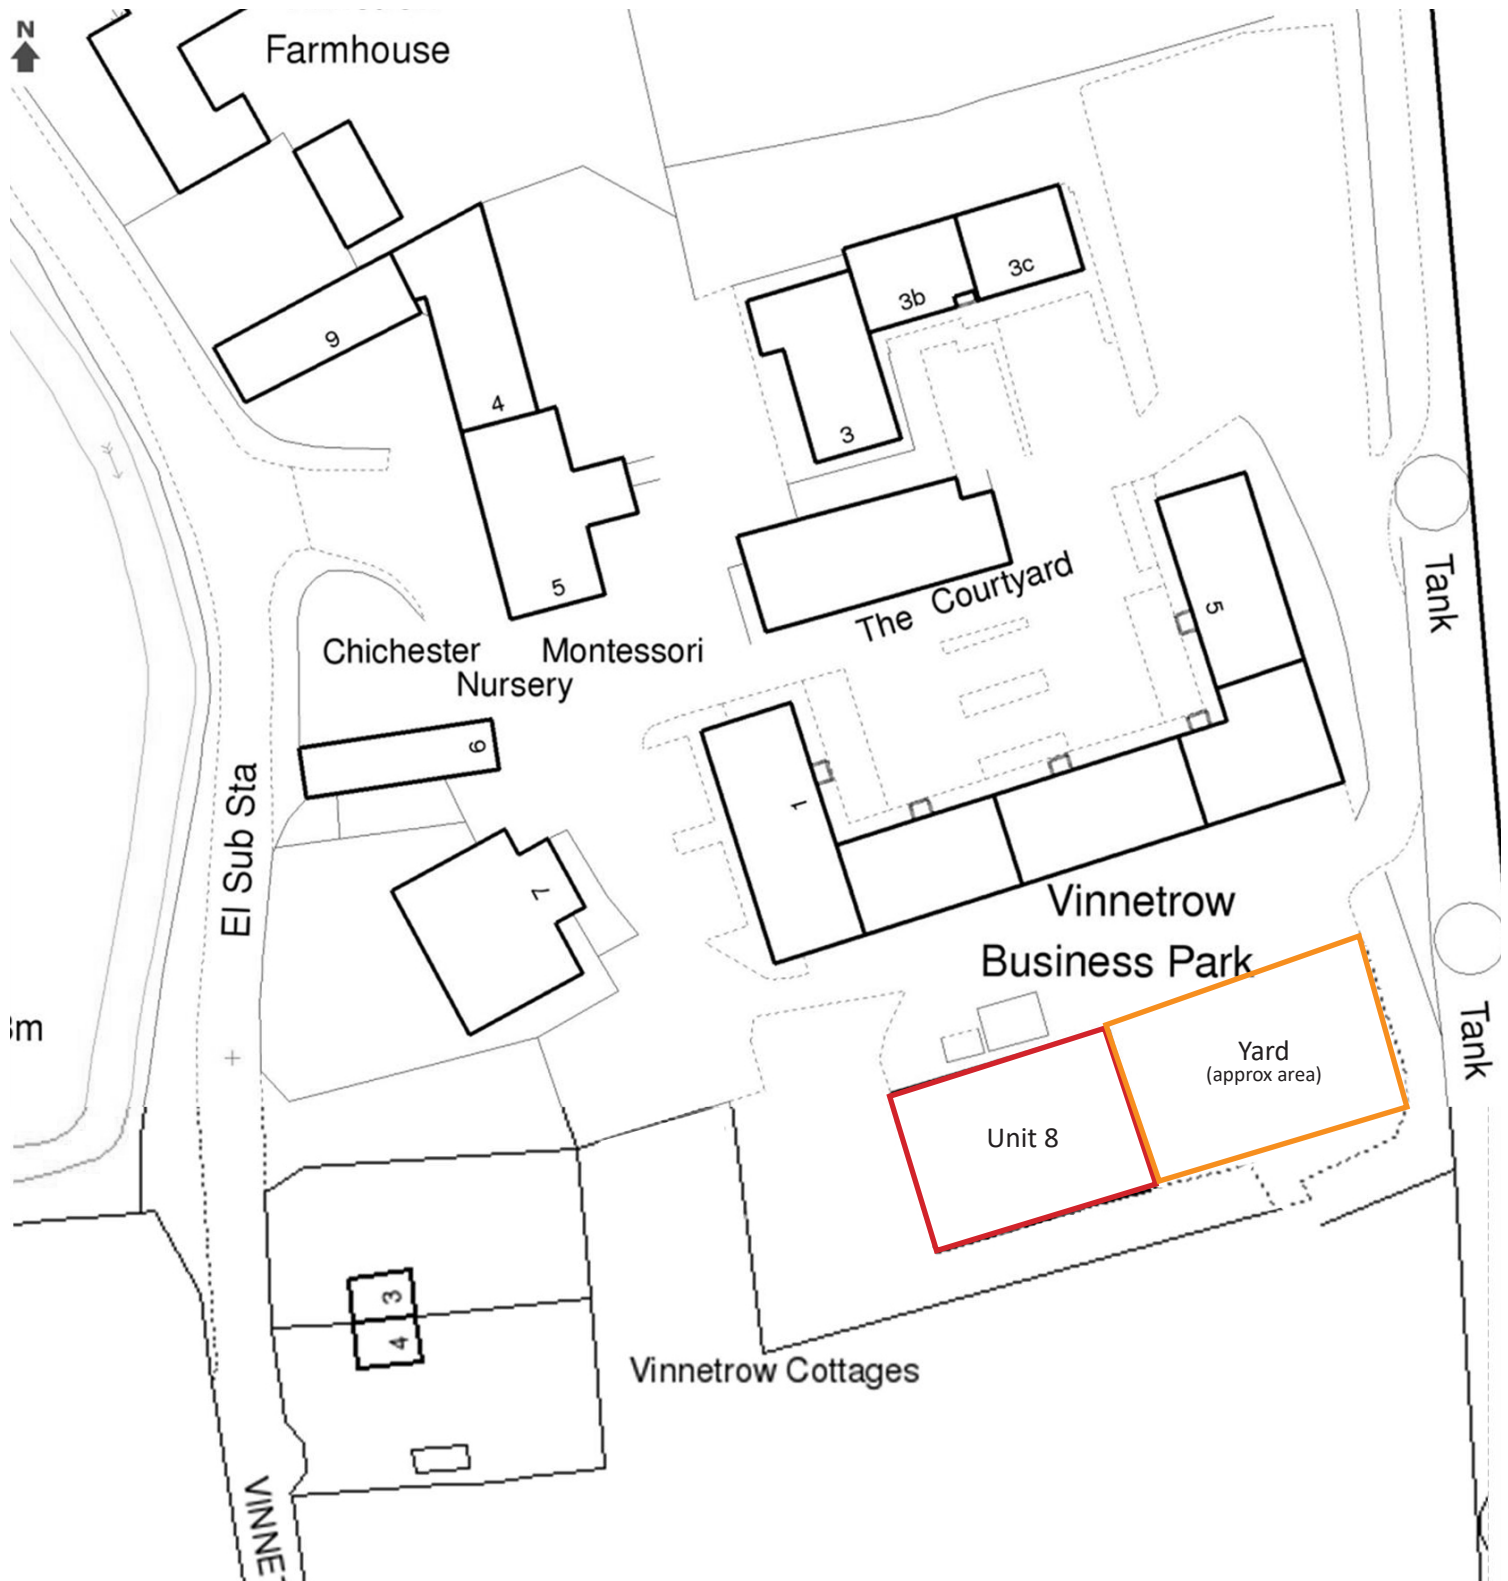 N
Farmhouse
3c
3b
9
4
3
5
The Courtyard
Tank
5
Chichester Montessori
Nursery
6
1
El Sub Sta
7
Vinnetrow
Business Park
Yard
(approx area)
Tank
Unit 8
3
4
Vinnetrow Cottages